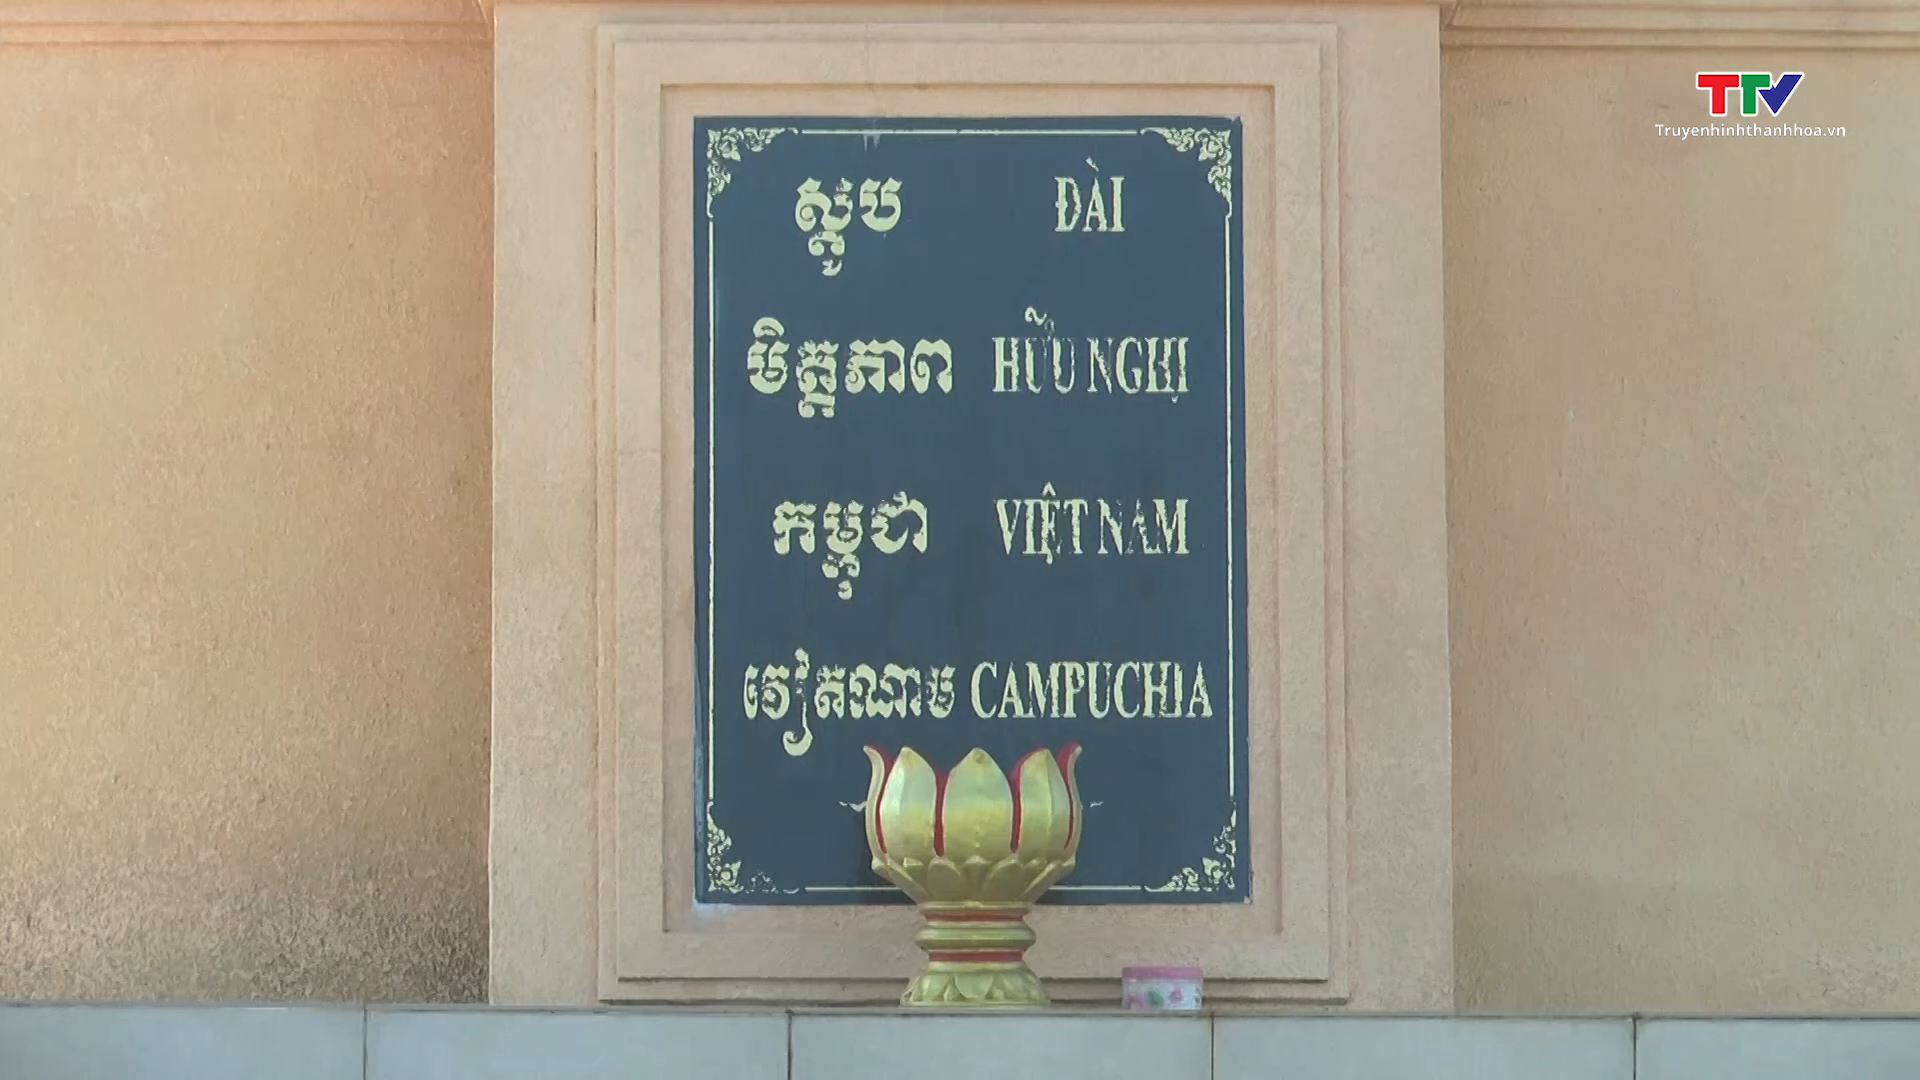 TTV
Truyenhinhthanhhoa.vn
ស្តូប ĐÀI
មិត្តភាព HỮU NGHỊ
កម្ពុជា VIỆT NAM
វៀតណាម CAMPUCHIA